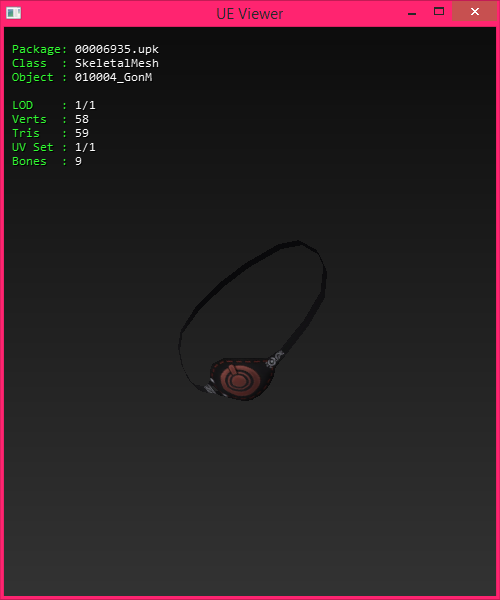 UE Viewer
Package: 00006935.upk
Class : SkeletalMesh
Object : 010004_GonM
LOD : 1/1
Verts : 58
Tris : 59
UV Set : 1/1
Bones : 9